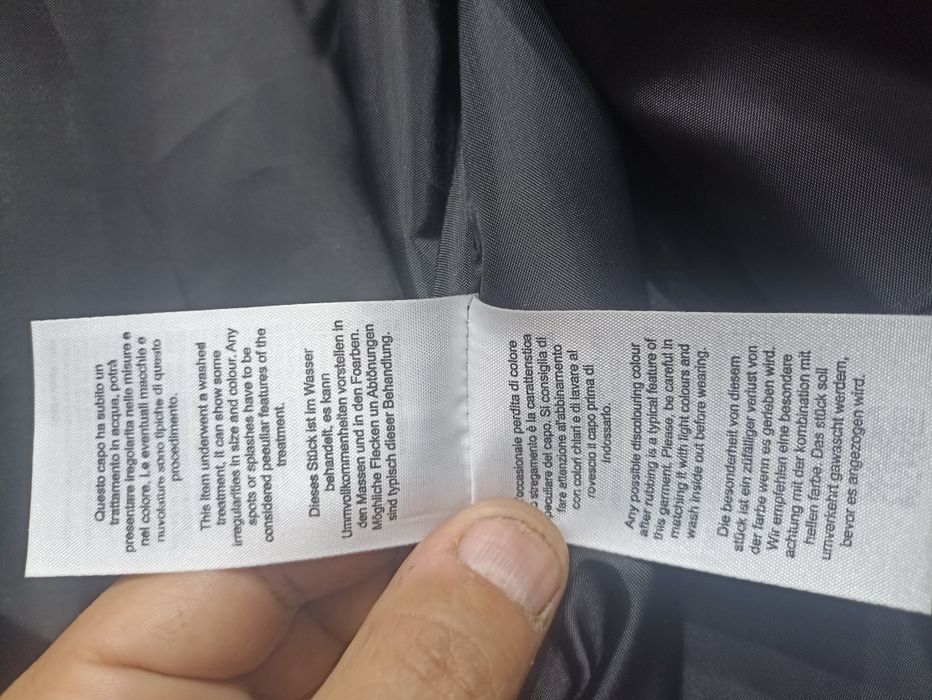 Questo capo ha subito un
trattamento in acqua, potrà
presentare irregolarita nelle misure e
nel colore. Le eventuali macchie e
nuvolature sono tipiche di questo
procedimento.
This item underwent a washed
treatment, it can show some
irregularities in size and colour. Any
spots or splashes have to be
considered peculiar features of the
treatment.
Dieses Stück ist im Wasser
behandelt, es kann
Umnvollkommenheiten vorstellen in
den Massen und in den Foarben.
Mögliche Flecken un Abtönungen
sind typisch dieser Behandlung.
occasionale perdita di colore
stregamento è la caratteristica
peculiare del capo. Si consiglia di
fare attenzione all'abbinamento
con colori chiari e di lavare al
rovescio il capo prima di
indossarlo.
Any possible discolouring colour
after rubbing is a typical feature of
this garment. Please, be careful in
matching it with light colours and
wash inside out before wearing.
Die besonderheit von diesem
stück ist ein züfälliger verlust von
der farbe wenn es gerieben wird.
Wir empfehlen eine besondere
achtung mit der kombination mit
hellen farbe. Das stück soll
umverkehrt gawascht werdem,
bevor es angezogen wird.